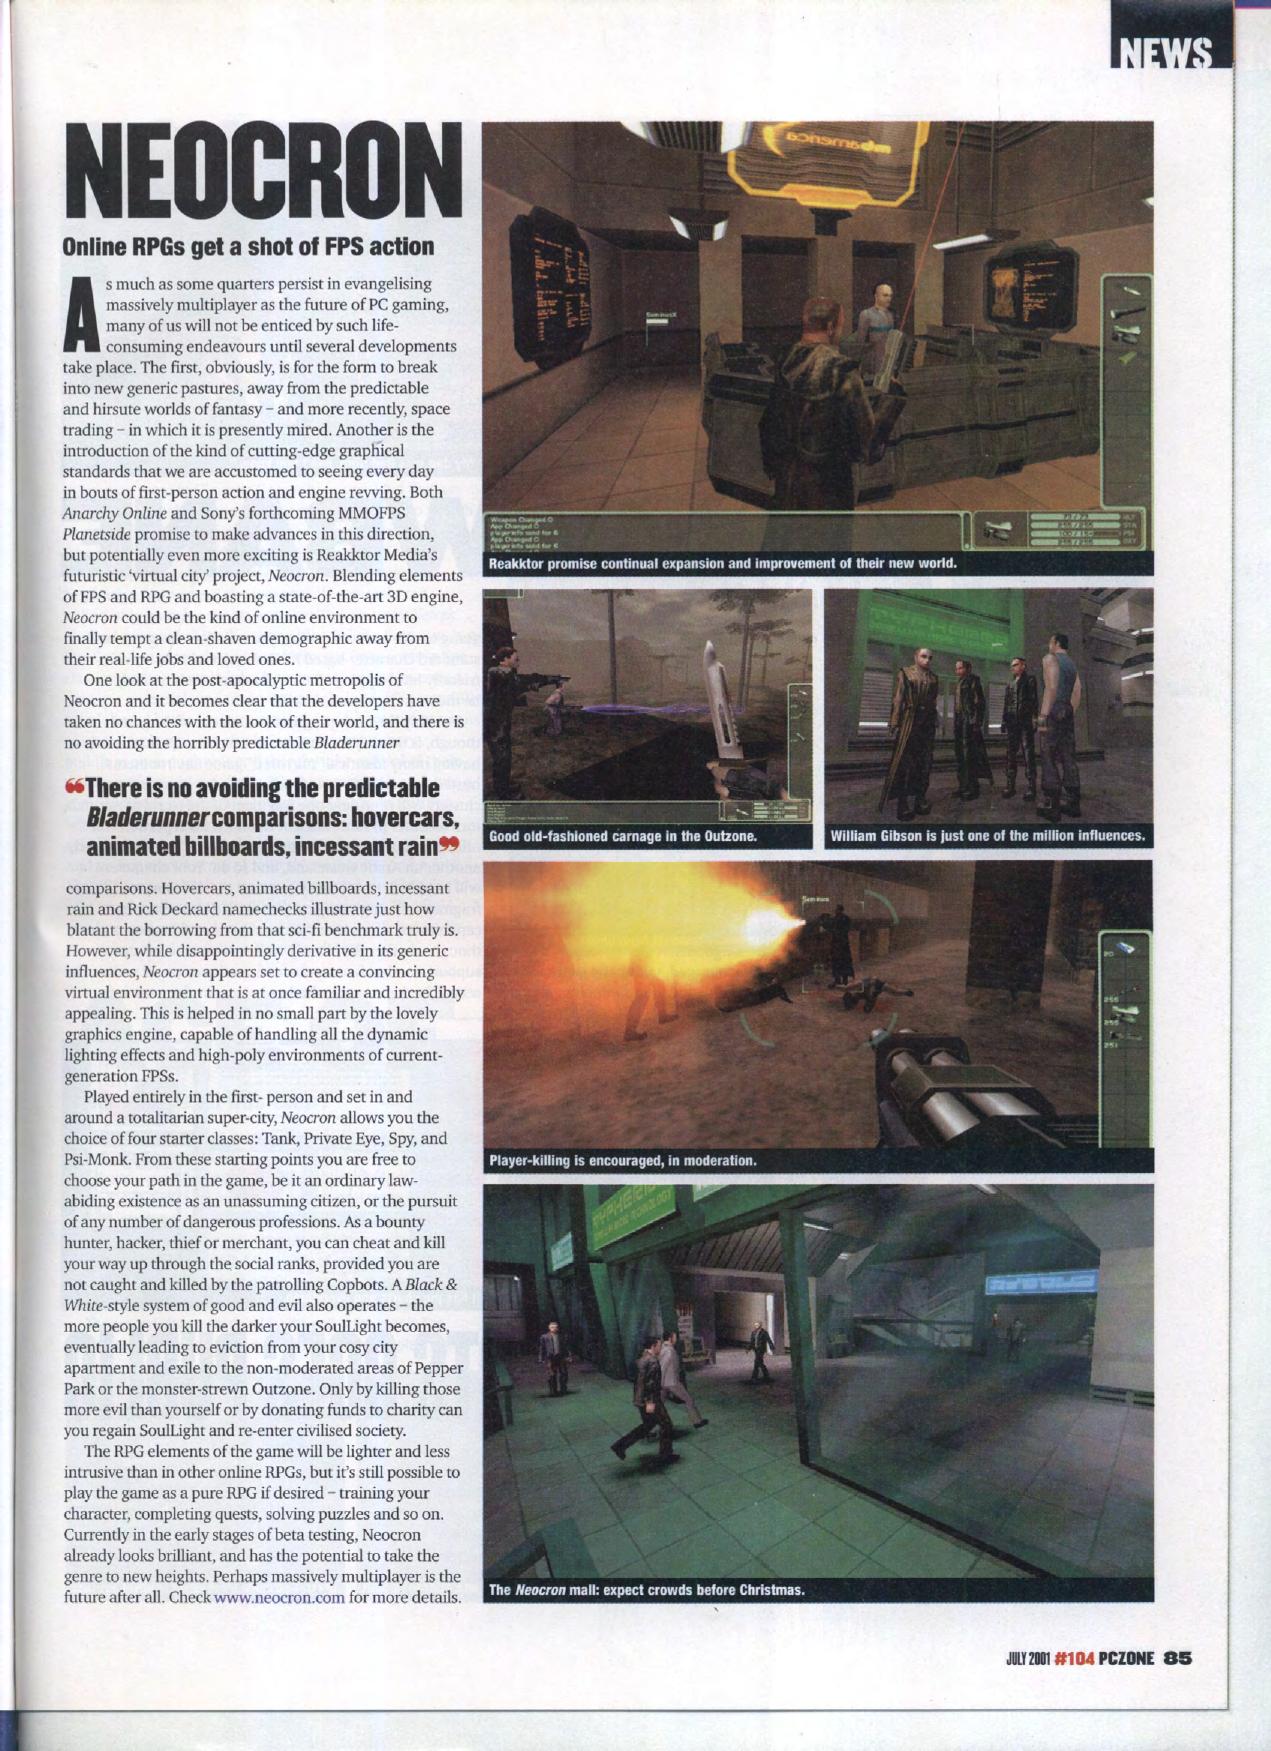 NEWS
NEOCRON
Online RPGs get a shot of FPS action
As much as some quarters persist in evangelising
massively multiplayer as the future of PC gaming,
many of us will not be enticed by such life-
consuming endeavours until several developments
take place. The first, obviously, is for the form to break
into new generic pastures, away from the predictable
and hirsute worlds of fantasy – and more recently, space
trading – in which it is presently mired. Another is the
introduction of the kind of cutting-edge graphical
standards that we are accustomed to seeing every day
in bouts of first-person action and engine revving. Both
Anarchy Online and Sony's forthcoming MMOFPS
Planetside promise to make advances in this direction,
but potentially even more exciting is Reakktor Media's
futuristic 'virtual city' project, Neocron. Blending elements
of FPS and RPG and boasting a state-of-the-art 3D engine,
Neocron could be the kind of online environment to
finally tempt a clean-shaven demographic away from
their real-life jobs and loved ones.
One look at the post-apocalyptic metropolis of
Neocron and it becomes clear that the developers have
taken no chances with the look of their world, and there is
no avoiding the horribly predictable Bladerunner
“There is no avoiding the predictable
Bladerunner comparisons: hovercars,
animated billboards, incessant rain”
comparisons. Hovercars, animated billboards, incessant
rain and Rick Deckard namechecks illustrate just how
blatant the borrowing from that sci-fi benchmark truly is.
However, while disappointingly derivative in its generic
influences, Neocron appears set to create a convincing
virtual environment that is at once familiar and incredibly
appealing. This is helped in no small part by the lovely
graphics engine, capable of handling all the dynamic
lighting effects and high-poly environments of current-
generation FPSs.
Played entirely in the first- person and set in and
around a totalitarian super-city, Neocron allows you the
choice of four starter classes: Tank, Private Eye, Spy, and
Psi-Monk. From these starting points you are free to
choose your path in the game, be it an ordinary law-
abiding existence as an unassuming citizen, or the pursuit
of any number of dangerous professions. As a bounty
hunter, hacker, thief or merchant, you can cheat and kill
your way up through the social ranks, provided you are
not caught and killed by the patrolling Copbots. A Black &
White-style system of good and evil also operates – the
more people you kill the darker your SoulLight becomes,
eventually leading to eviction from your cosy city
apartment and exile to the non-moderated areas of Pepper
Park or the monster-strewn Outzone. Only by killing those
more evil than yourself or by donating funds to charity can
you regain SoulLight and re-enter civilised society.
The RPG elements of the game will be lighter and less
intrusive than in other online RPGs, but it's still possible to
play the game as a pure RPG if desired – training your
character, completing quests, solving puzzles and so on.
Currently in the early stages of beta testing, Neocron
already looks brilliant, and has the potential to take the
genre to new heights. Perhaps massively multiplayer is the
future after all. Check www.neocron.com for more details.
Weapon Changed 0
App Changed 0
App Changed 0
Reakktor promise continual expansion and improvement of their new world.
Good old-fashioned carnage in the Outzone.
William Gibson is just one of the million influences.
Player-killing is encouraged, in moderation.
The Neocron mall: expect crowds before Christmas.
JULY 2001 #104 PCZONE 85